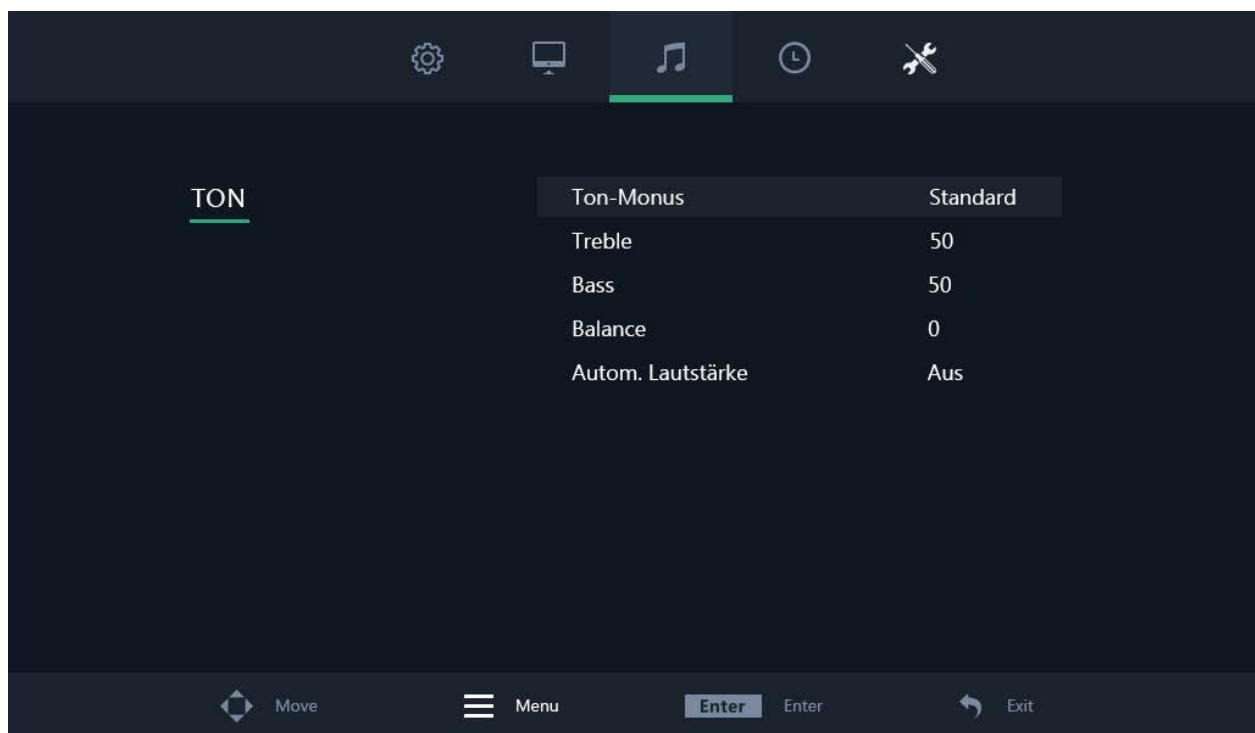 TON
Ton-Monus Standard
Treble 50
Bass 50
Balance 0
Autom. Lautstärke Aus
Move Menu Enter Enter Exit